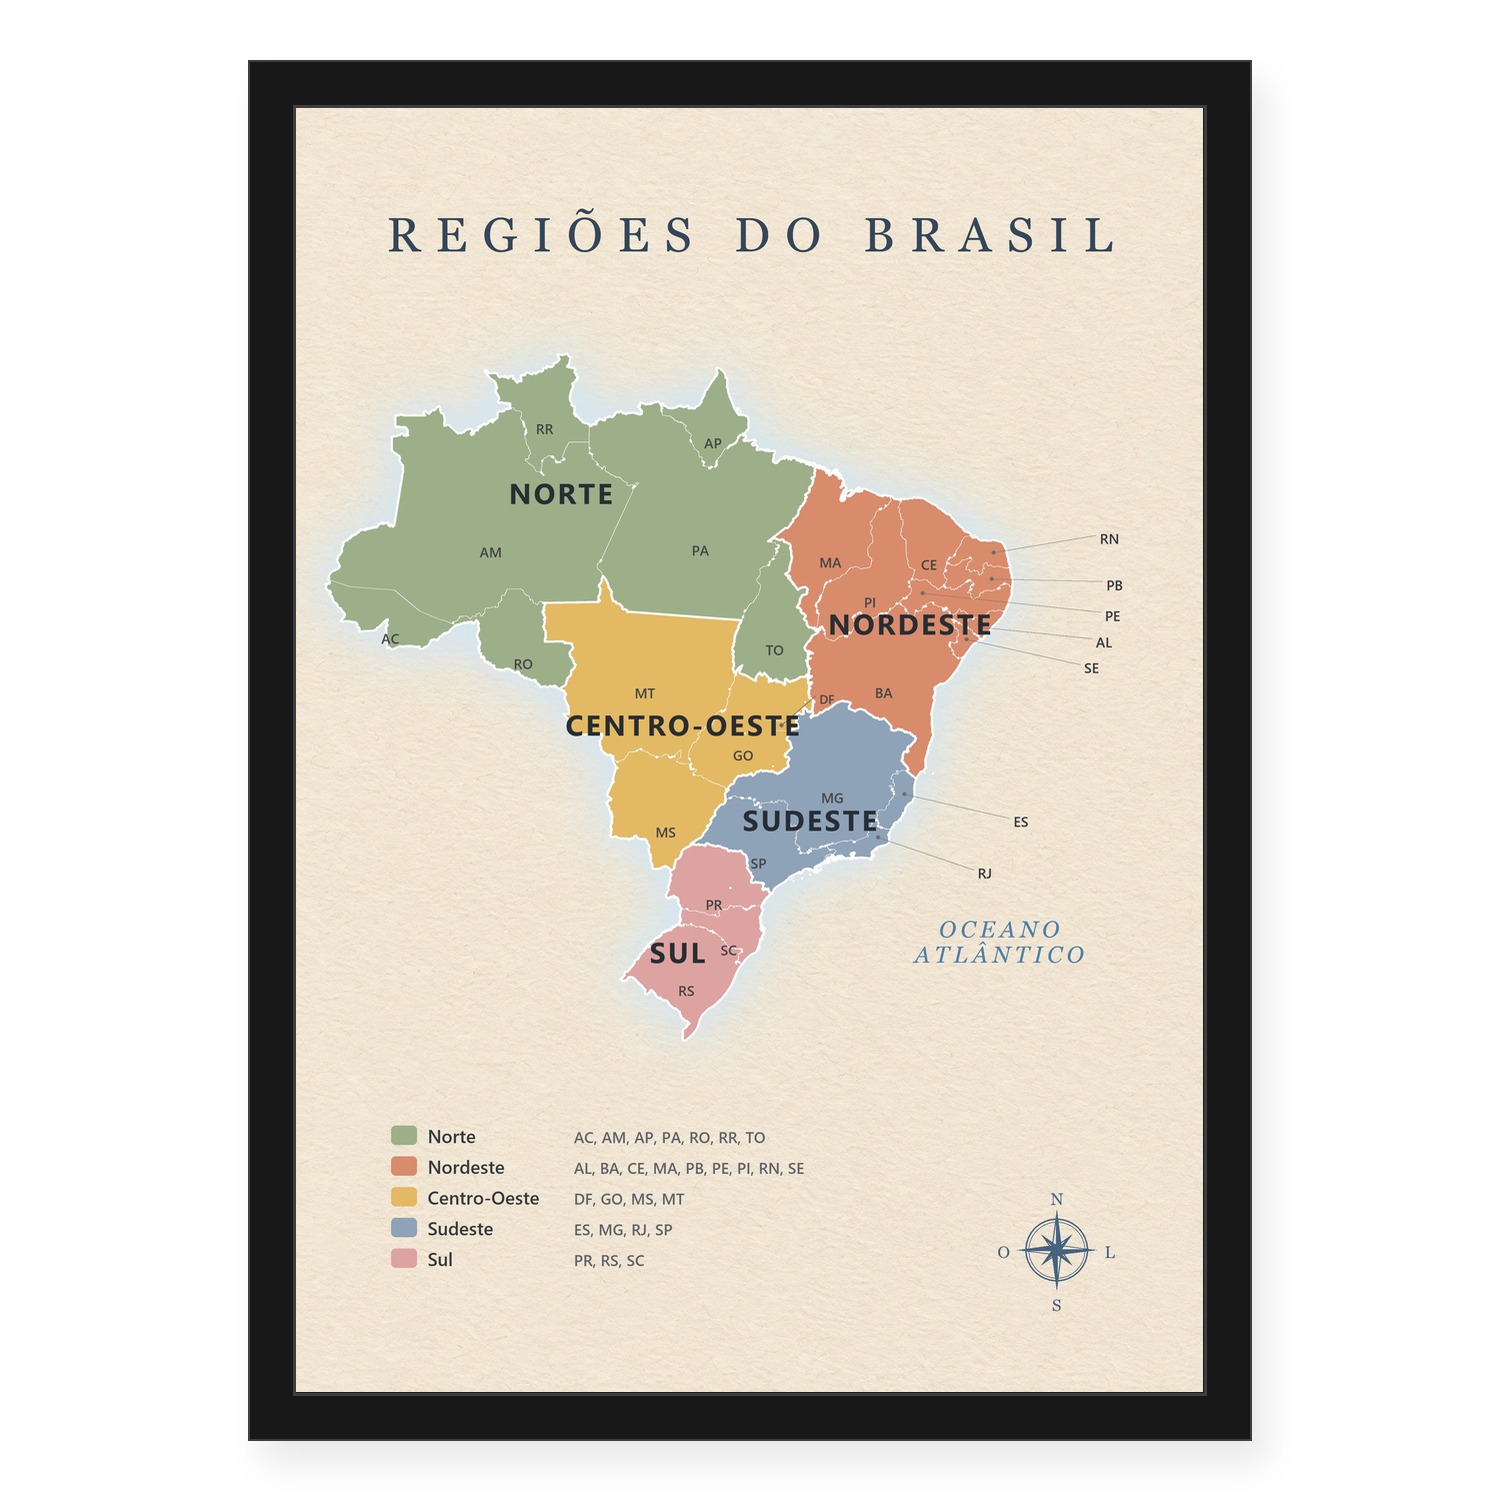 REGIÕES DO BRASIL
RR
AP
NORTE
RN
AM
PA
MA
CE
PB
PI
PE
NORDESTE
AC
AL
TO
RO
SE
MT
BA
DF
CENTRO-OESTE
GO
MG
SUDESTE
ES
MS
SP
RJ
PR
OCEANO
ATLÂNTICO
SUL
SC
RS
Norte AC, AM, AP, PA, RO, RR, TO
Nordeste AL, BA, CE, MA, PB, PE, PI, RN, SE
Centro-Oeste DF, GO, MS, MT
Sudeste ES, MG, RJ, SP
Sul PR, RS, SC
N
O L
S